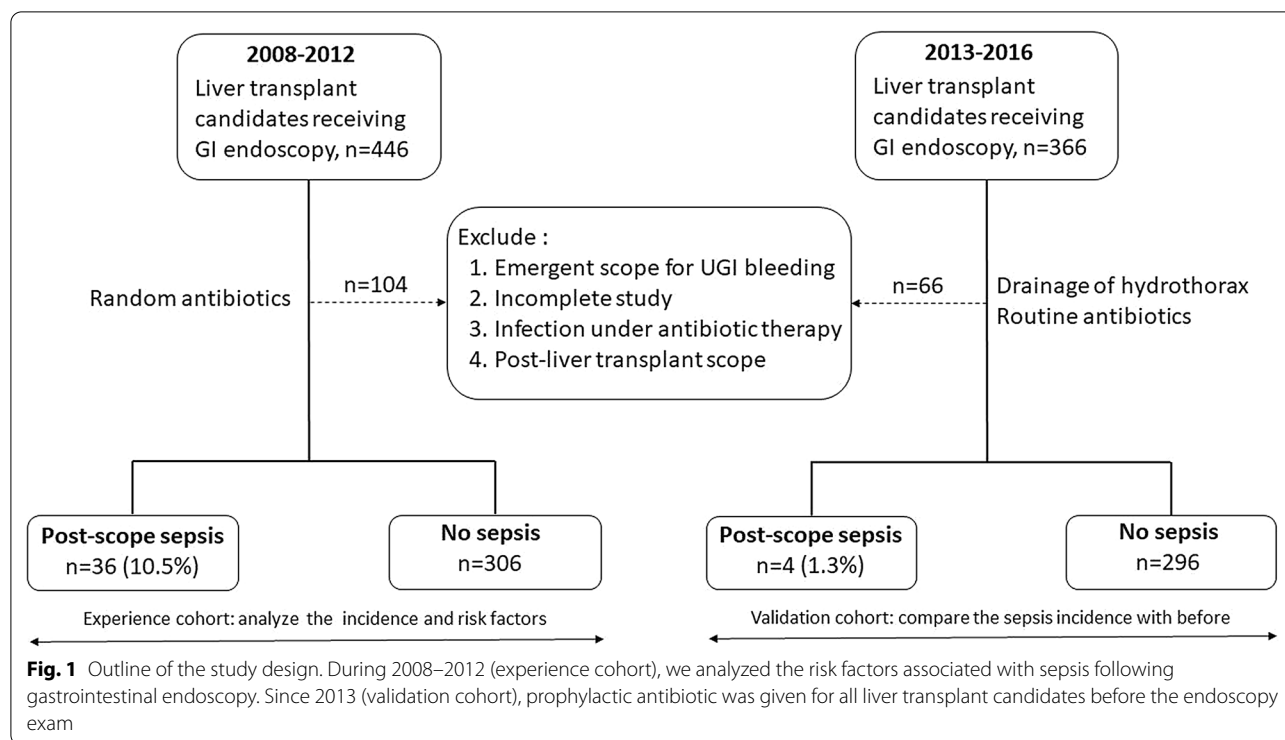 2008-2012
Liver transplant
candidates receiving
GI endoscopy, n=446
2013-2016
Liver transplant
candidates receiving
GI endoscopy, n=366
Random antibiotics
n=104
Exclude :
1. Emergent scope for UGI bleeding
2. Incomplete study
3. Infection under antibiotic therapy
4. Post-liver transplant scope
n=66
Drainage of hydrothorax
Routine antibiotics
Post-scope sepsis
n=36 (10.5%)
No sepsis
n=306
Post-scope sepsis
n=4 (1.3%)
No sepsis
n=296
Experience cohort: analyze the incidence and risk factors
Validation cohort: compare the sepsis incidence with before
Fig. 1 Outline of the study design. During 2008–2012 (experience cohort), we analyzed the risk factors associated with sepsis following
gastrointestinal endoscopy. Since 2013 (validation cohort), prophylactic antibiotic was given for all liver transplant candidates before the endoscopy
exam